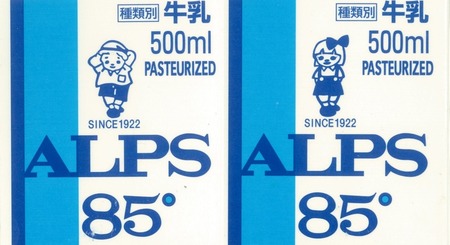 種類別 牛乳
500ml
PASTEURIZED
SINCE1922
ALPS
85°
種類別 牛乳
500ml
PASTEURIZED
SINCE1922
ALPS
85°